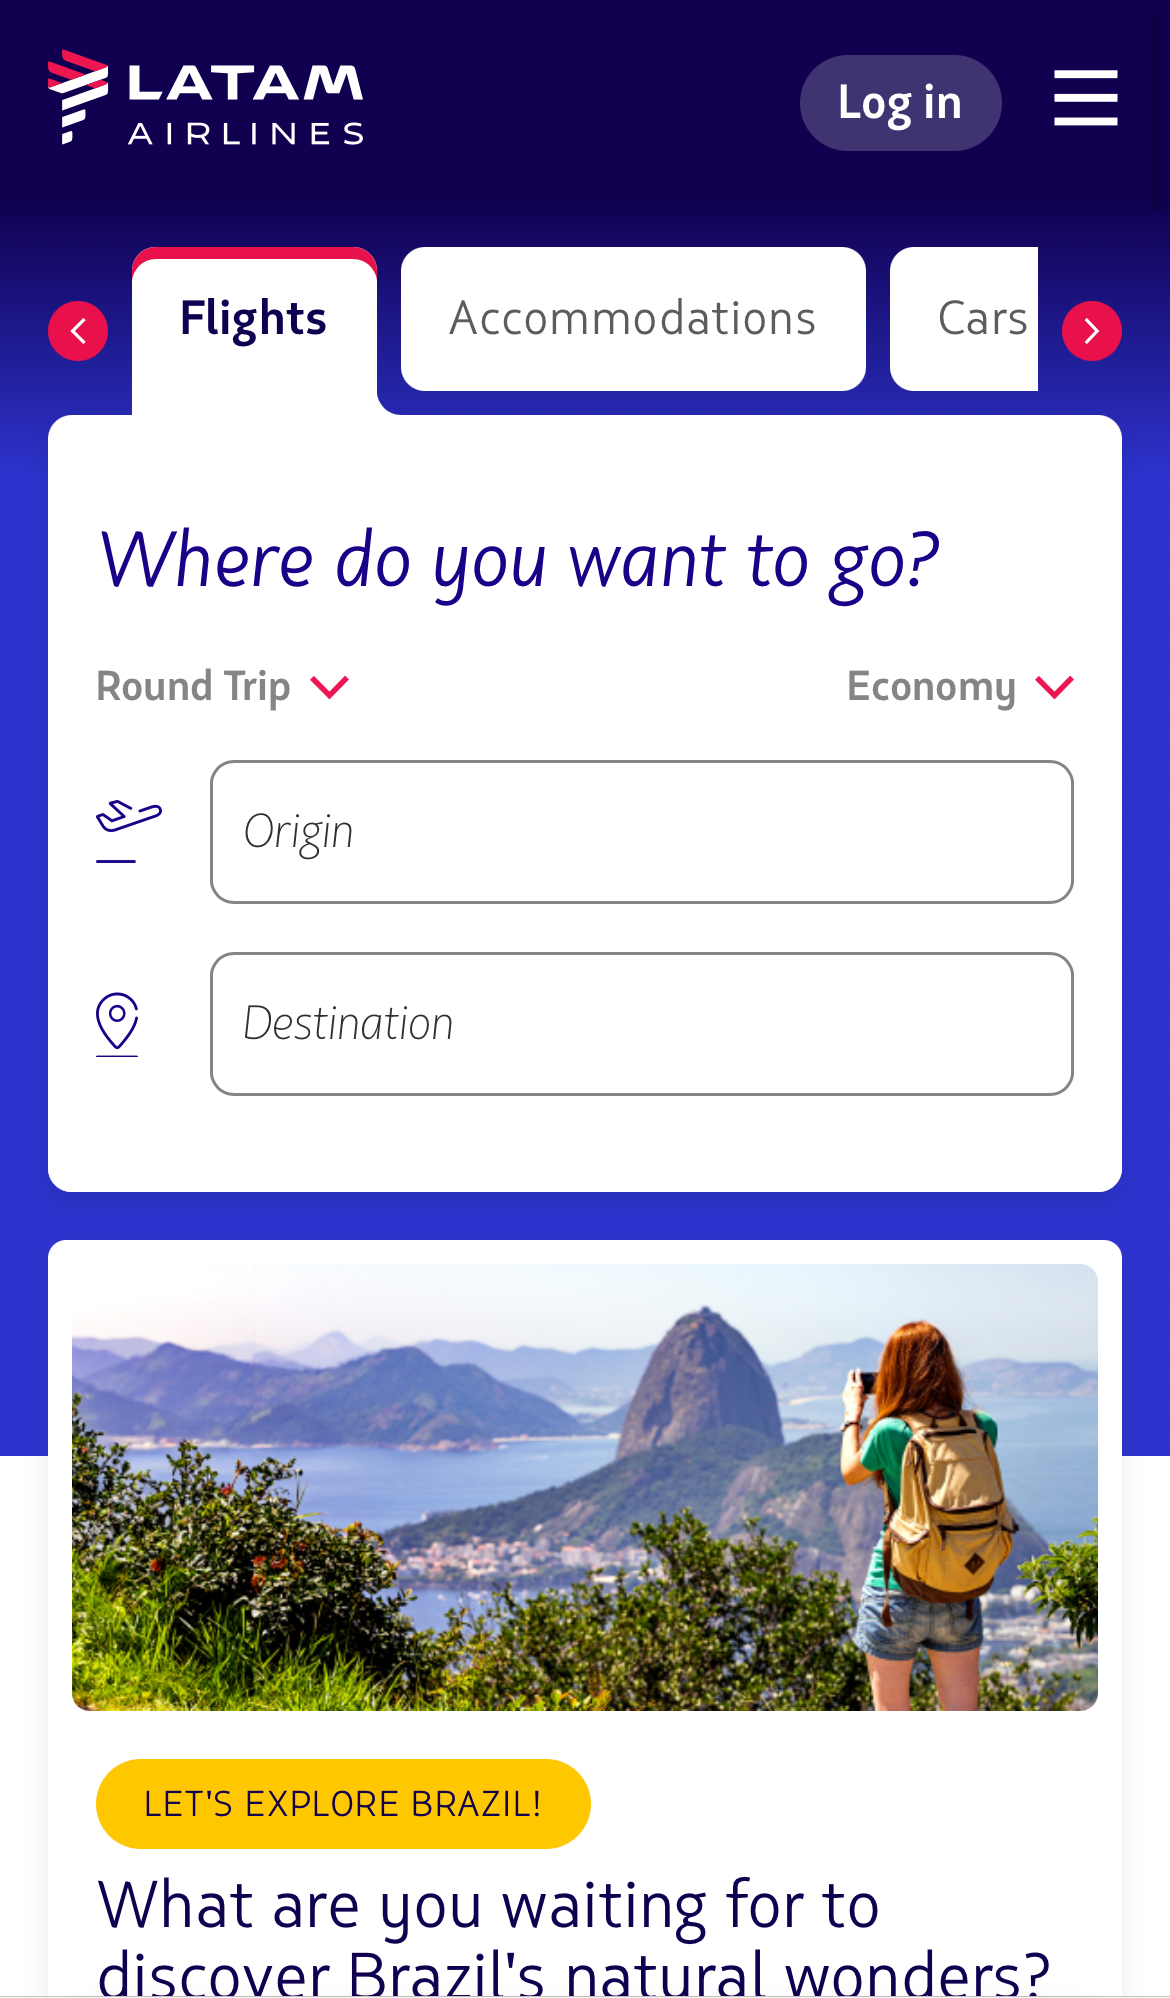 LATAM
AIRLINES
Log in
Flights
Accommodations
Cars
Where do you want to go?
Round Trip
Economy
Origin
Destination
LET'S EXPLORE BRAZIL!
What are you waiting for to
discover Brazil's natural wonders?